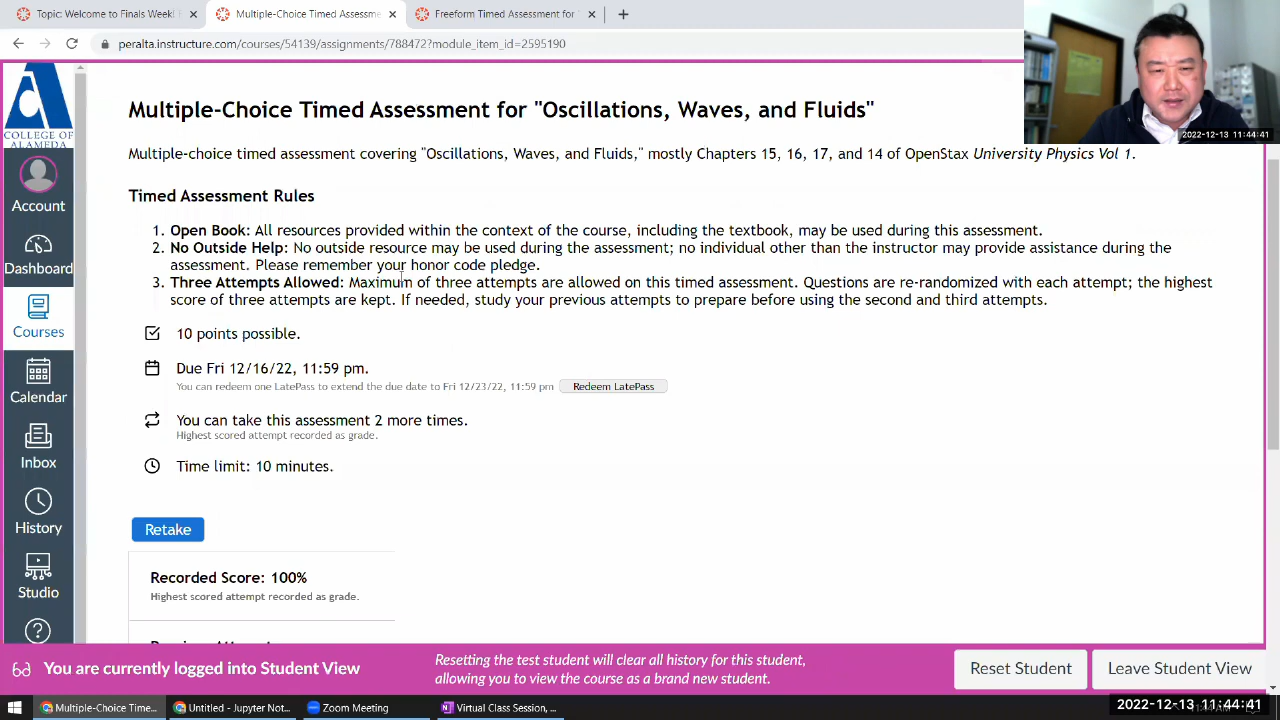 Topic: Welcome to Finals Week!
Multiple-Choice Timed Assessme
Freeform Timed Assessment for "
peralta.instructure.com/courses/54139/assignments/788472?module_item_id=2595190
2022-12-13 11:44:41
COLLEGE OF
ALAMEDA
Account
Dashboard
Courses
Calendar
Inbox
History
Studio
Multiple-Choice Timed Assessment for "Oscillations, Waves, and Fluids"
Multiple-choice timed assessment covering "Oscillations, Waves, and Fluids," mostly Chapters 15, 16, 17, and 14 of OpenStax University Physics Vol 1.
Timed Assessment Rules
1. Open Book: All resources provided within the context of the course, including the textbook, may be used during this assessment.
2. No Outside Help: No outside resource may be used during the assessment; no individual other than the instructor may provide assistance during the
assessment. Please remember your honor code pledge.
3. Three Attempts Allowed: Maximum of three attempts are allowed on this timed assessment. Questions are re-randomized with each attempt; the highest
score of three attempts are kept. If needed, study your previous attempts to prepare before using the second and third attempts.
10 points possible.
Due Fri 12/16/22, 11:59 pm.
You can redeem one LatePass to extend the due date to Fri 12/23/22, 11:59 pm Redeem LatePass
You can take this assessment 2 more times.
Highest scored attempt recorded as grade.
Time limit: 10 minutes.
Retake
Recorded Score: 100%
Highest scored attempt recorded as grade.
You are currently logged into Student View
Resetting the test student will clear all history for this student,
allowing you to view the course as a brand new student.
Reset Student
Leave Student View
Multiple-Choice Time...
Untitled - Jupyter Not...
Zoom Meeting
Virtual Class Session, ...
2022-12-13 11:44:41